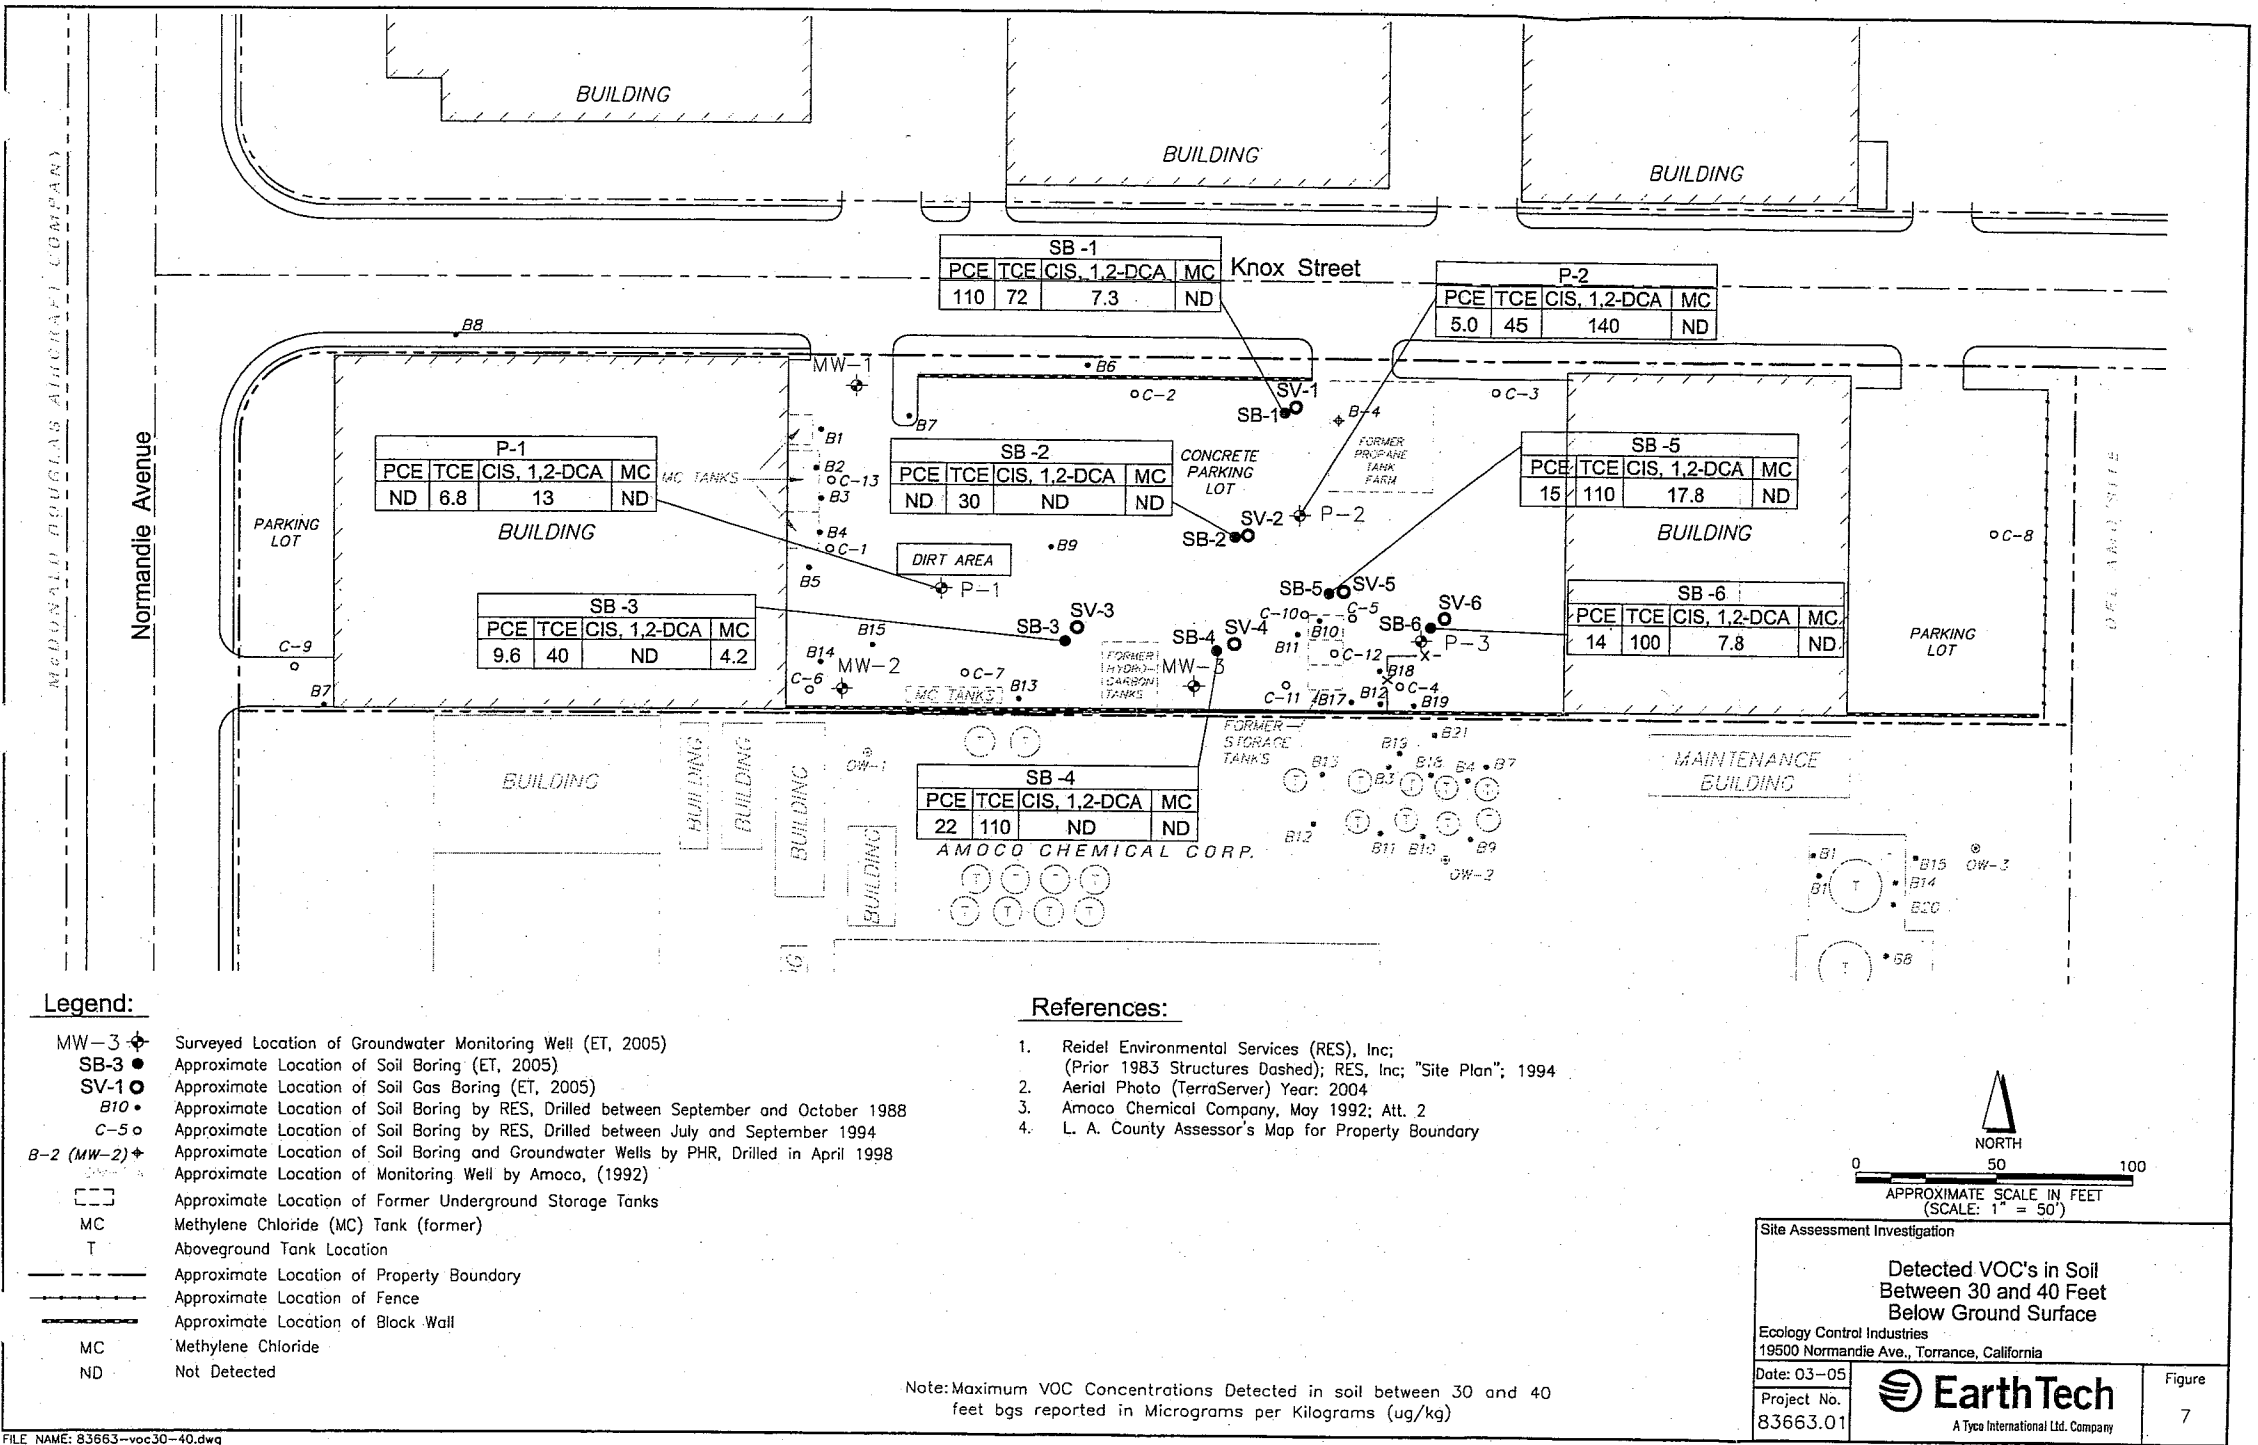 BUILDING
BUILDING
BUILDING
McDONALD DOUGLAS AIRCRAFT COMPANY
Normandie Avenue
Knox Street
SB -1
PCE TCE CIS, 1,2-DCA MC
110 72 7.3 ND
P-2
PCE TCE CIS, 1,2-DCA MC
5.0 45 140 ND
B8
MW-1
B6
C-2
SV-1
SB-1
B-4
C-3
B7
B1
FORMER
PROPANE
TANK
FARM
P-1
PCE TCE CIS, 1,2-DCA MC
ND 6.8 13 ND
MC TANKS
B2
C-13
B3
SB -2
PCE TCE CIS, 1,2-DCA MC
ND 30 ND ND
CONCRETE
PARKING
LOT
SB -5
PCE TCE CIS, 1,2-DCA MC
15 110 17.8 ND
PARKING
LOT
BUILDING
B4
C-1
B5
DIRT AREA
B9
SV-2
SB-2
P-2
BUILDING
C-8
P-1
SB -3
PCE TCE CIS, 1,2-DCA MC
9.6 40 ND 4.2
SV-3
SB-3
SB-5
SV-5
C-10
C-5
B10
B11
SB-6
SV-6
P-3
SB -6
PCE TCE CIS, 1,2-DCA MC
14 100 7.8 ND
PARKING
LOT
DEL AMO SITE
C-9
B7
B15
B14
MW-2
C-6
C-7
MC TANKS
B13
FORMER
HYDRO-
CARBON
TANKS
SB-4
SV-4
MW-3
C-12
C-11
B18
B17
B12
C-4
B19
BUILDING
BUILDING
BUILDING
BUILDING
BUILDING
OW-1
T T
FORMER
STORAGE
TANKS
B21
B19
B13
B3
B18
B4
B7
T T T T T
MAINTENANCE
BUILDING
SB -4
PCE TCE CIS, 1,2-DCA MC
22 110 ND ND
AMOCO CHEMICAL CORP.
B12
T T T T
B11
B10
B9
OW-2
T T T T
T T T T
B1
B1
T
B15
B14
B20
OW-3
T
G8
Legend:
MW-3 Surveyed Location of Groundwater Monitoring Well (ET, 2005)
SB-3 Approximate Location of Soil Boring (ET, 2005)
SV-1 Approximate Location of Soil Gas Boring (ET, 2005)
B10 Approximate Location of Soil Boring by RES, Drilled between September and October 1988
C-5 Approximate Location of Soil Boring by RES, Drilled between July and September 1994
B-2 (MW-2) Approximate Location of Soil Boring and Groundwater Wells by PHR, Drilled in April 1998
Approximate Location of Monitoring Well by Amoco, (1992)
Approximate Location of Former Underground Storage Tanks
MC Methylene Chloride (MC) Tank (former)
T Aboveground Tank Location
Approximate Location of Property Boundary
Approximate Location of Fence
Approximate Location of Block Wall
MC Methylene Chloride
ND Not Detected
References:
1. Reidel Environmental Services (RES), Inc;
(Prior 1983 Structures Dashed); RES, Inc; "Site Plan"; 1994
2. Aerial Photo (TerraServer) Year: 2004
3. Amoco Chemical Company, May 1992; Att. 2
4. L. A. County Assessor's Map for Property Boundary
Note: Maximum VOC Concentrations Detected in soil between 30 and 40
feet bgs reported in Micrograms per Kilograms (ug/kg)
NORTH
0 50 100
APPROXIMATE SCALE IN FEET
(SCALE: 1" = 50')
Site Assessment Investigation
Detected VOC's in Soil
Between 30 and 40 Feet
Below Ground Surface
Ecology Control Industries
19500 Normandie Ave., Torrance, California
Date: 03-05
Project No.
83663.01
EarthTech
A Tyco International Ltd. Company
Figure
7
FILE NAME: 83663-voc30-40.dwg